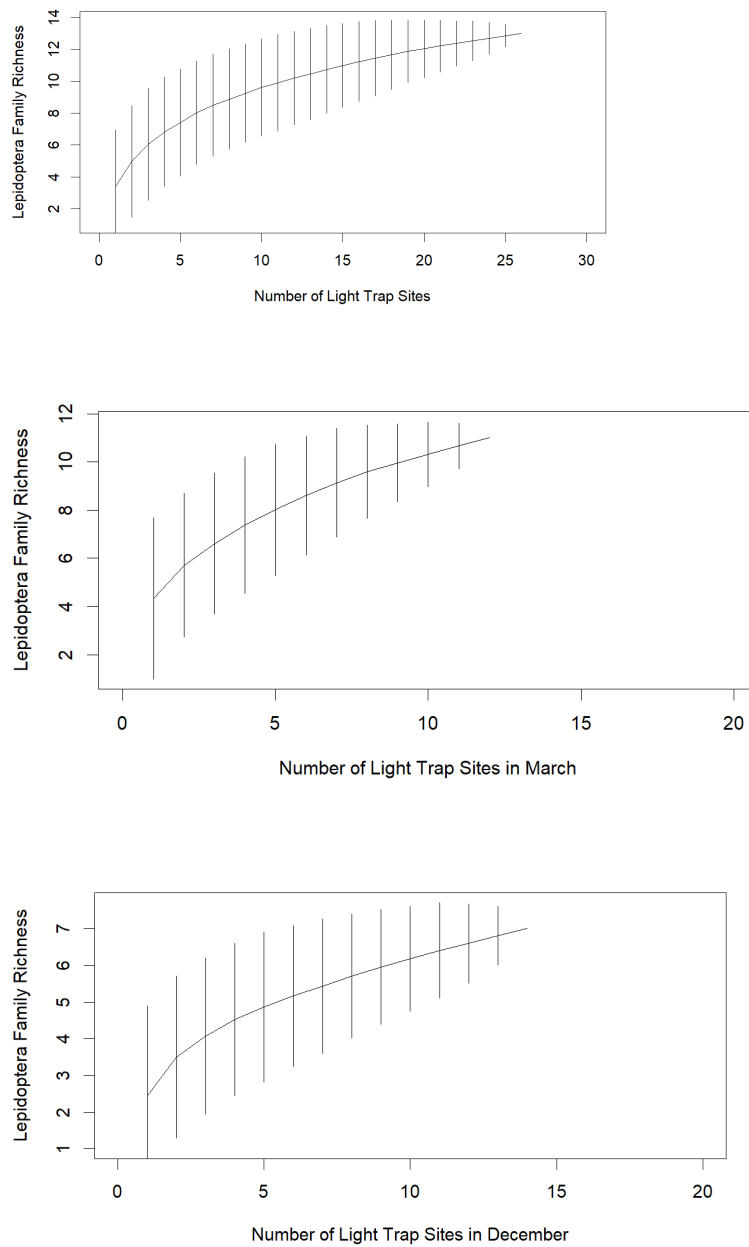 Lepidoptera Family Richness
14
12
10
8
6
4
2
0 5 10 15 20 25 30
Number of Light Trap Sites
Lepidoptera Family Richness
12
10
8
6
4
2
0 5 10 15 20
Number of Light Trap Sites in March
Lepidoptera Family Richness
7
6
5
4
3
2
1
0 5 10 15 20
Number of Light Trap Sites in December